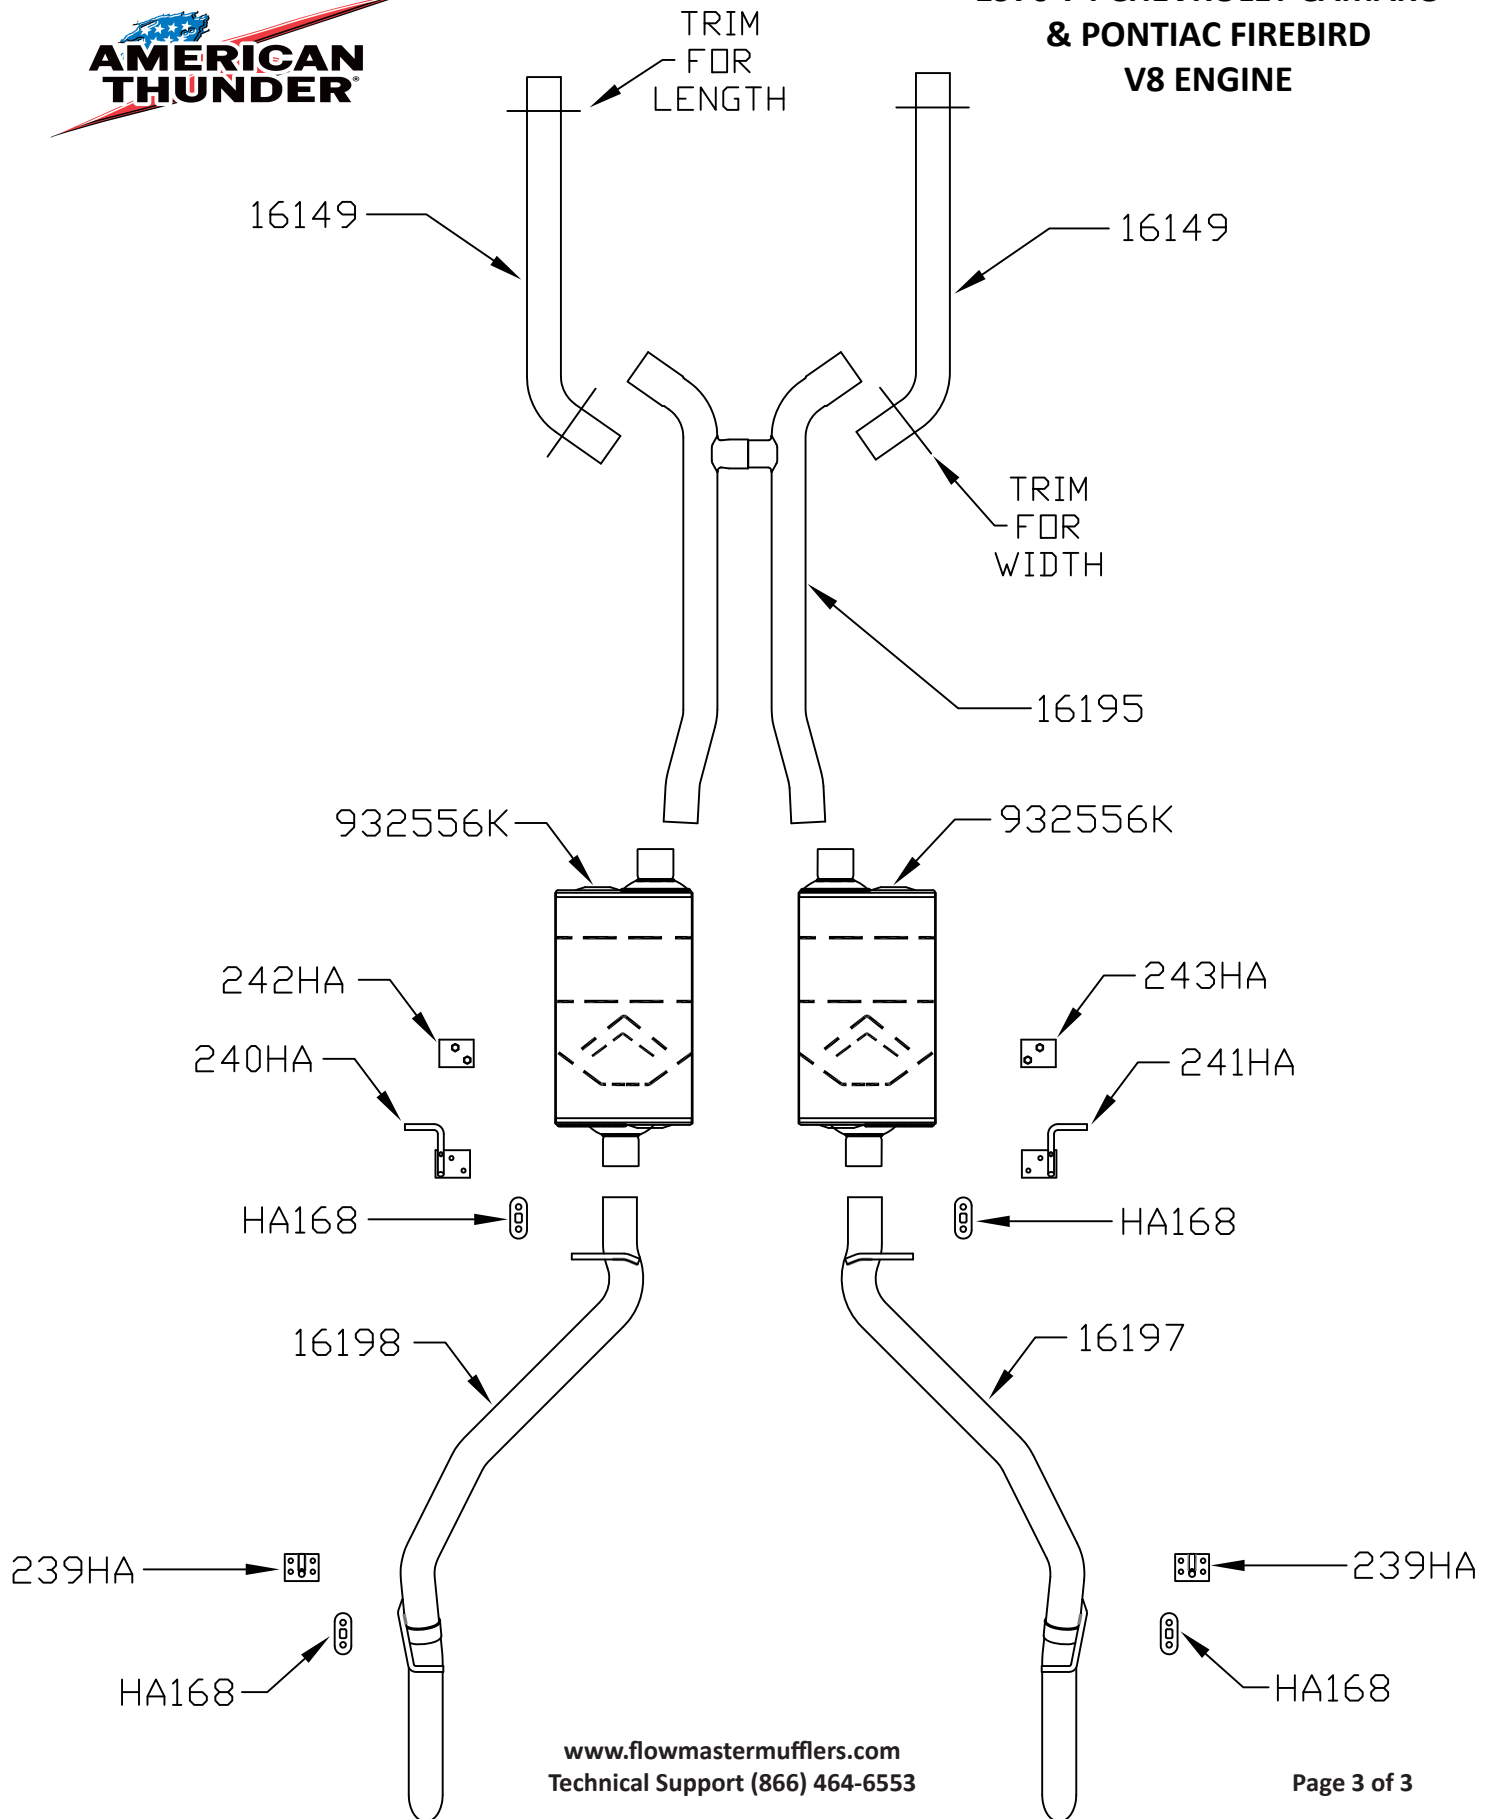 AMERICAN
THUNDER®
& PONTIAC FIREBIRD
V8 ENGINE
TRIM
FOR
LENGTH
16149
16149
TRIM
FOR
WIDTH
16195
932556K
932556K
242HA
243HA
240HA
241HA
HA168
HA168
16198
16197
239HA
239HA
HA168
HA168
www.flowmastermufflers.com
Technical Support (866) 464-6553
Page 3 of 3